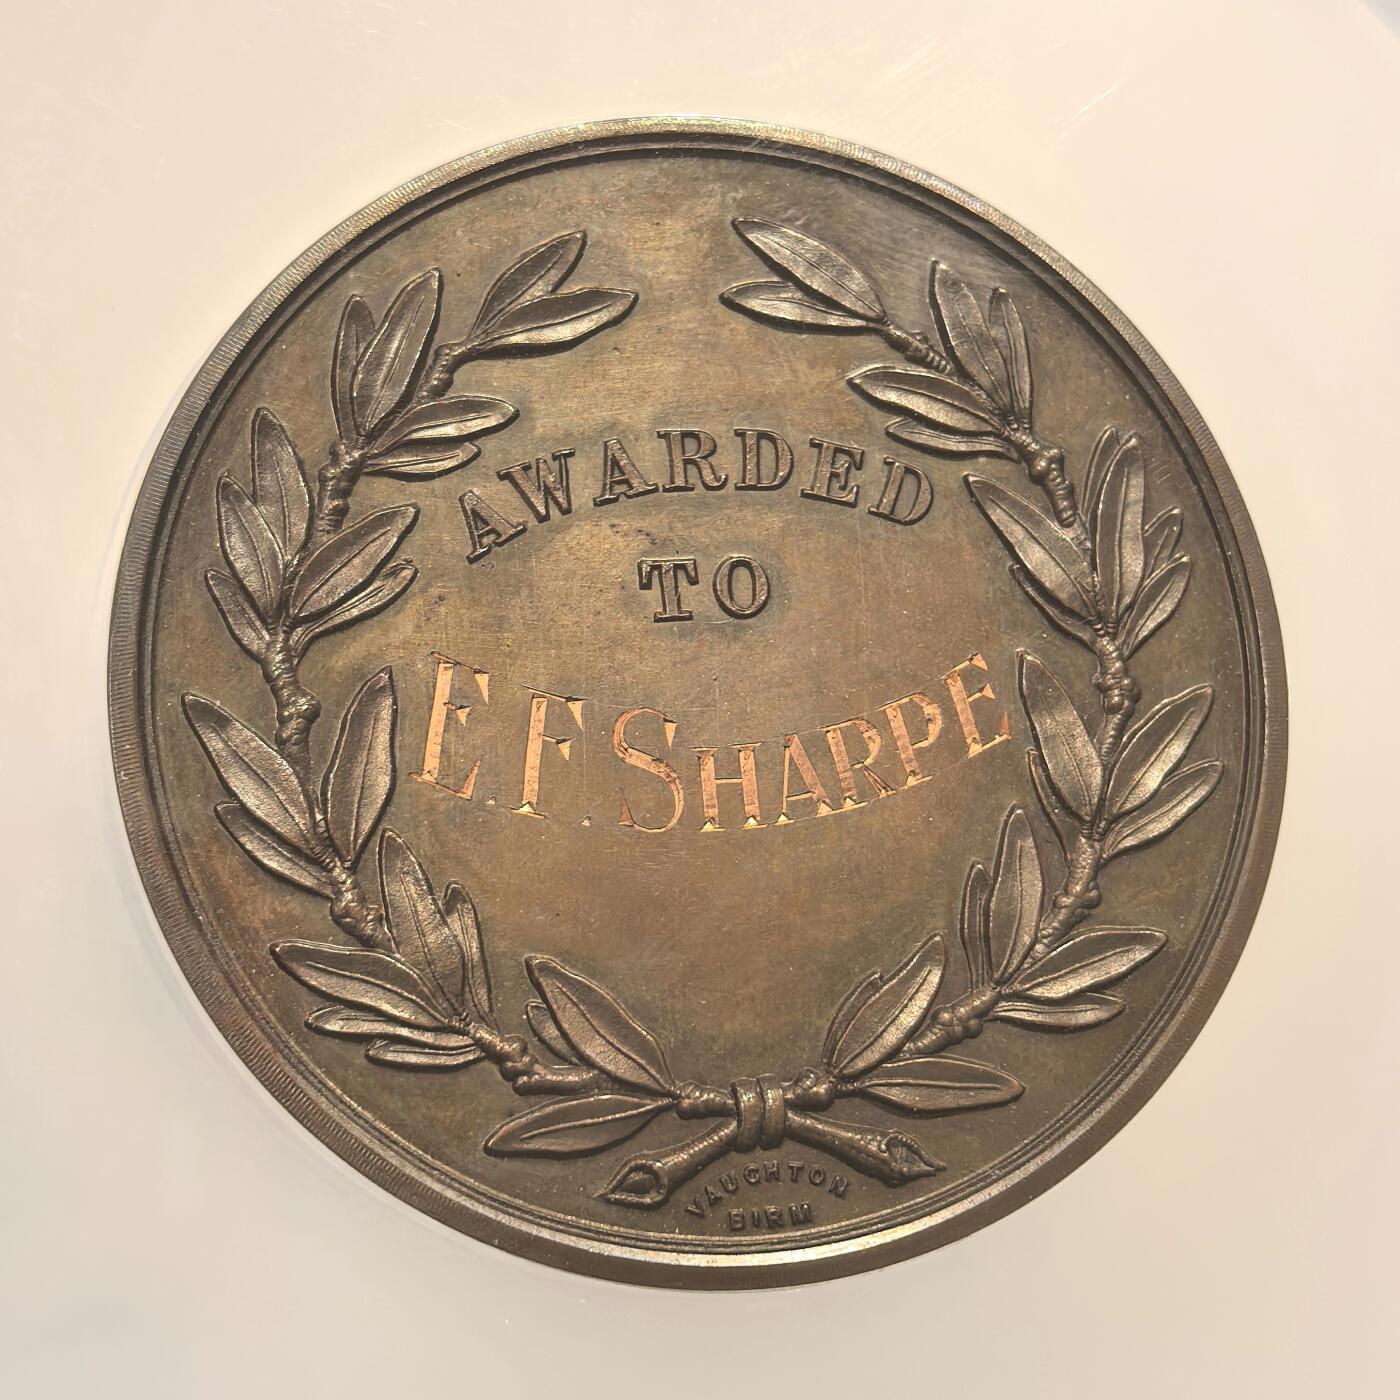 AWARDED
TO
E.F. SHARPE
VAUGHTON
BIRM